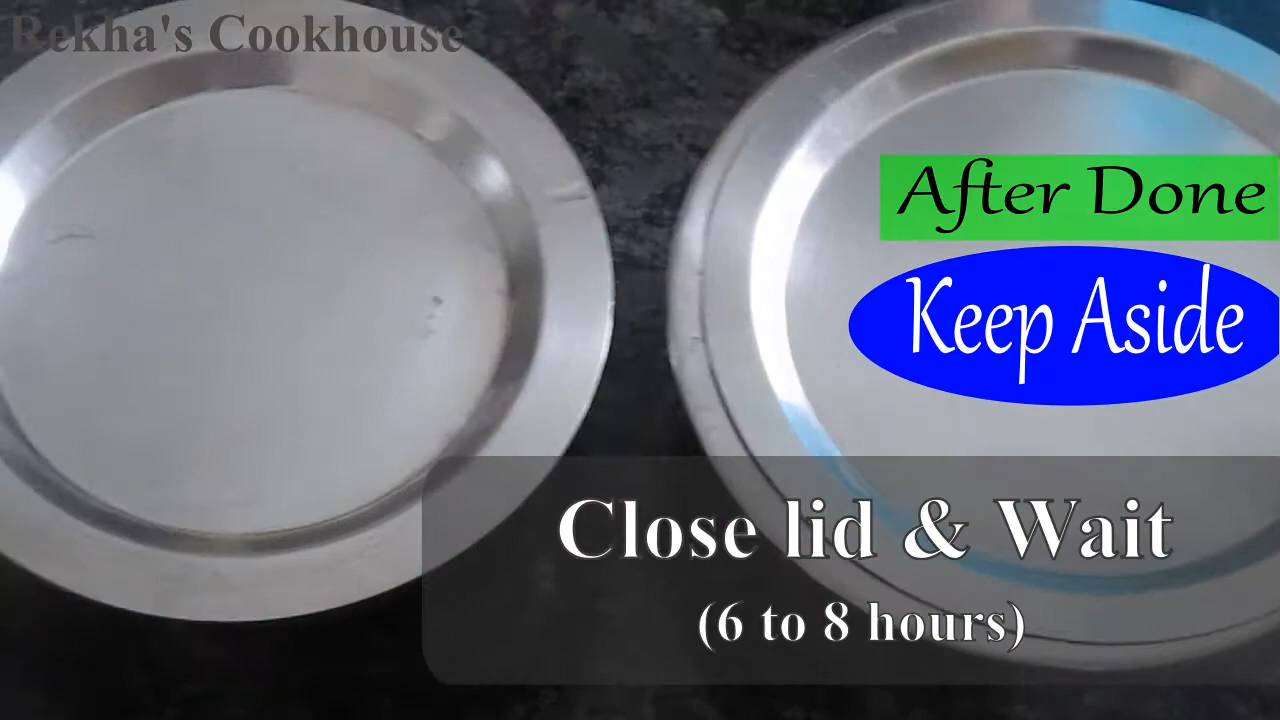 Rekha's Cookhouse
After Done
Keep Aside
Close lid & Wait
(6 to 8 hours)